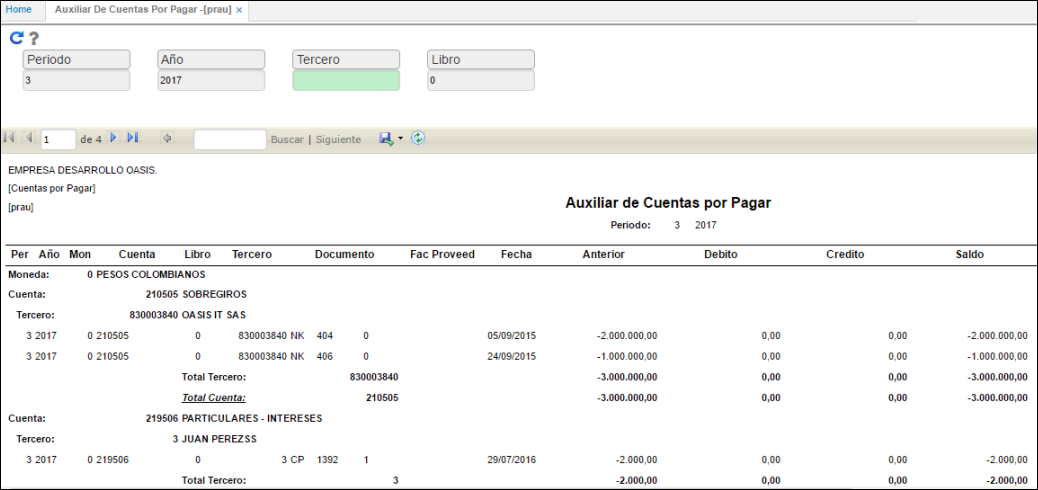 Home Auxiliar De Cuentas Por Pagar -[prau] x
?
Periodo Año Tercero Libro
3 2017 0
1 de 4 Buscar | Siguiente
EMPRESA DESARROLLO OASIS.
[Cuentas por Pagar]
[prau]
Auxiliar de Cuentas por Pagar
Periodo: 3 2017
Per Año Mon Cuenta Libro Tercero Documento Fac Proveed Fecha Anterior Debito Credito Saldo
Moneda: 0 PESOS COLOMBIANOS
Cuenta: 210505 SOBREGIROS
Tercero: 830003840 OASIS IT SAS
3 2017 0 210505 0 830003840 NK 404 0 05/09/2015 -2.000.000,00 0,00 0,00 -2.000.000,00
3 2017 0 210505 0 830003840 NK 406 0 24/09/2015 -1.000.000,00 0,00 0,00 -1.000.000,00
Total Tercero: 830003840 -3.000.000,00 0,00 0,00 -3.000.000,00
Total Cuenta: 210505 -3.000.000,00 0,00 0,00 -3.000.000,00
Cuenta: 219506 PARTICULARES - INTERESES
Tercero: 3 JUAN PEREZSS
3 2017 0 219506 0 3 CP 1392 1 29/07/2016 -2.000,00 0,00 0,00 -2.000,00
Total Tercero: 3 -2.000,00 0,00 0,00 -2.000,00